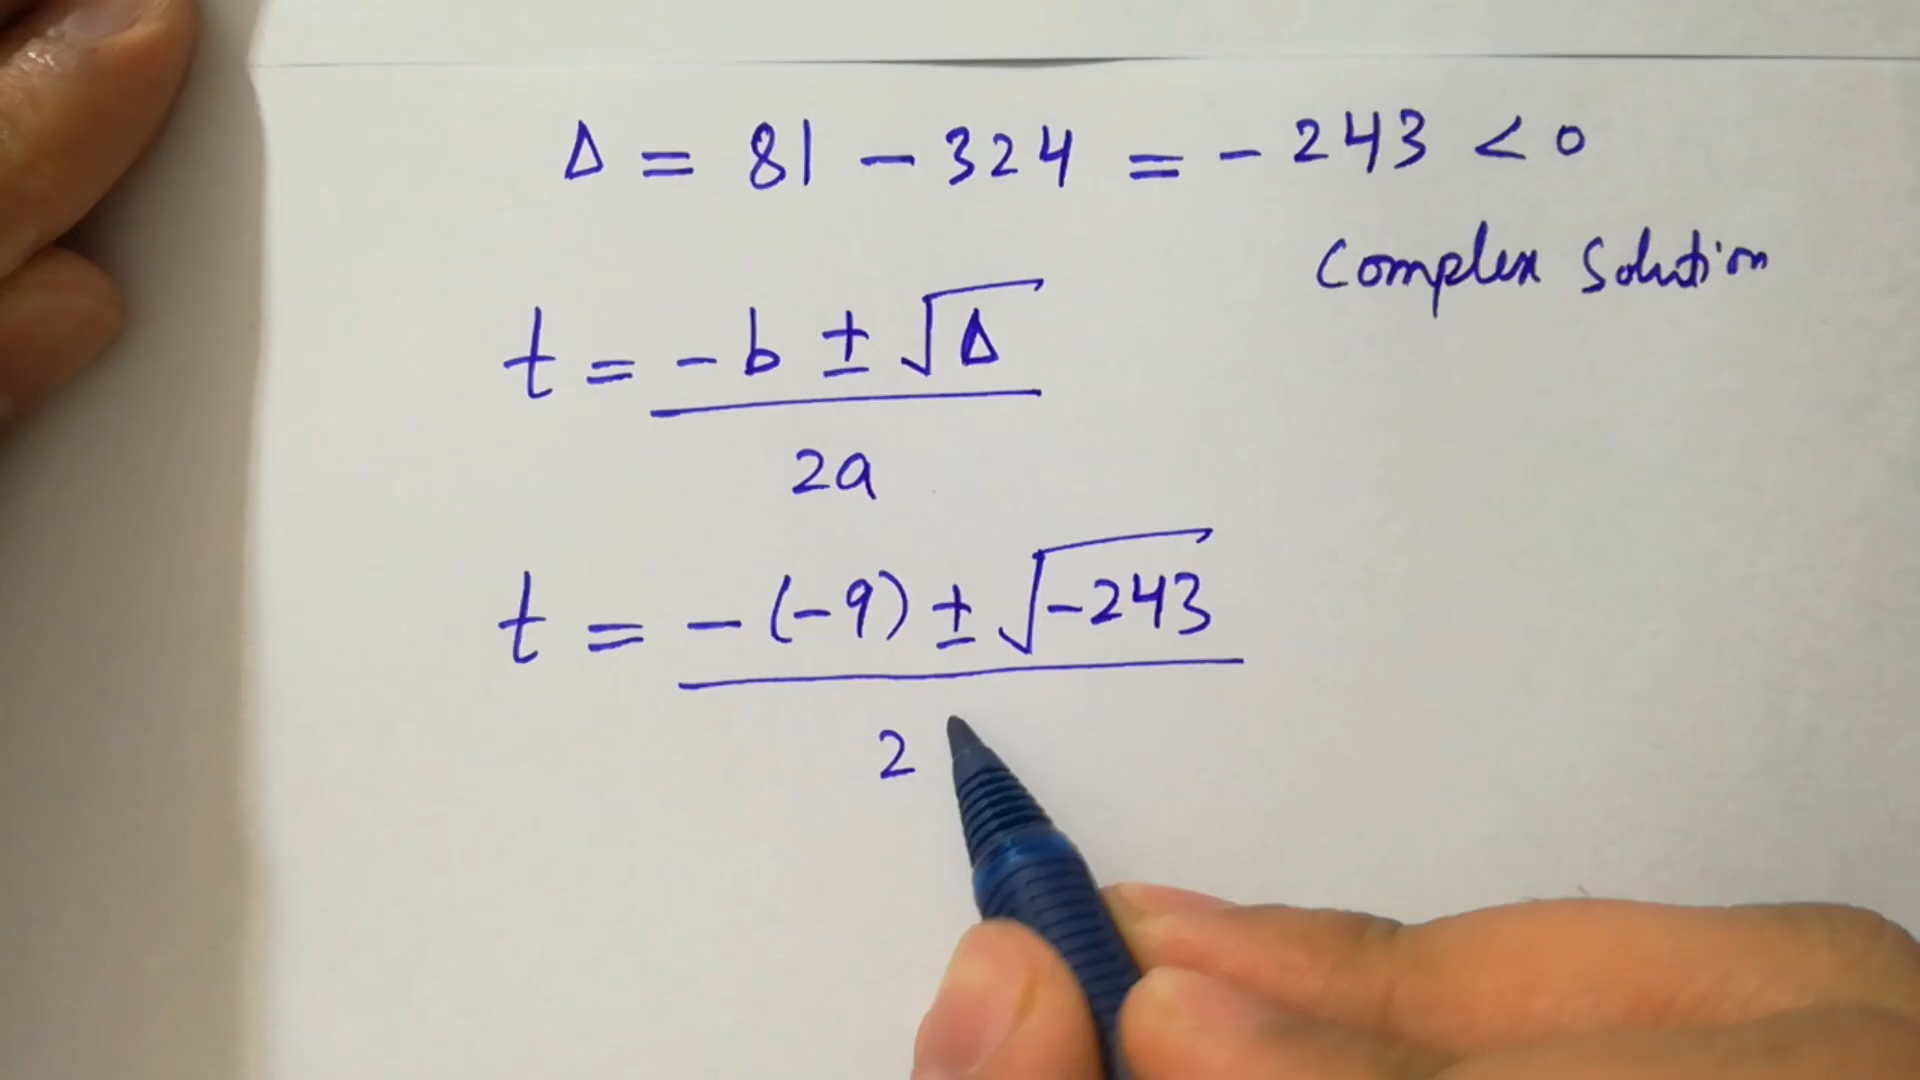 Δ = 81 - 324 = - 243 < 0
Complex Solution
t = - b ± √Δ
2a
t = - (-9) ± √-243
2